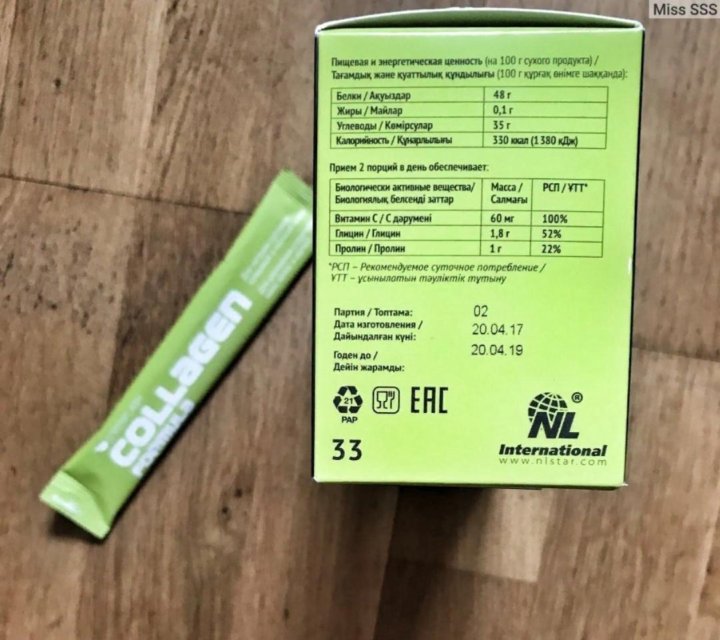 Miss SSS
Пищевая и энергетическая ценность (на 100 г сухого продукта) /
Тағамдық және қуаттылық құндылығы (100 г құрғақ өнімге шаққанда):
Белки / Ақуыздар 48 г
Жиры / Майлар 0,1 г
Углеводы / Көмірсулар 35 г
Калорийность / Құнарлылығы 330 ккал (1380 кДж)
Прием 2 порций в день обеспечивает:
Биологически активные вещества/ Масса / РСП / ҰТТ*
Биологиялық белсенді заттар Салмағы
Витамин С / С дәрумені 60 мг 100%
Глицин / Глицин 1,8 г 52%
Пролин / Пролин 1 г 22%
*РСП – Рекомендуемое суточное потребление /
ҰТТ – ұсынылатын тәуліктік тұтыну
Партия / Топтама: 02
Дата изготовления / 20.04.17
Дайындалған күні:
Годен до / 20.04.19
Дейін жарамды:
21
PAP
ЕАС
33
NL®
International
www.nlstar.com
COLLAGEN
FORMULA